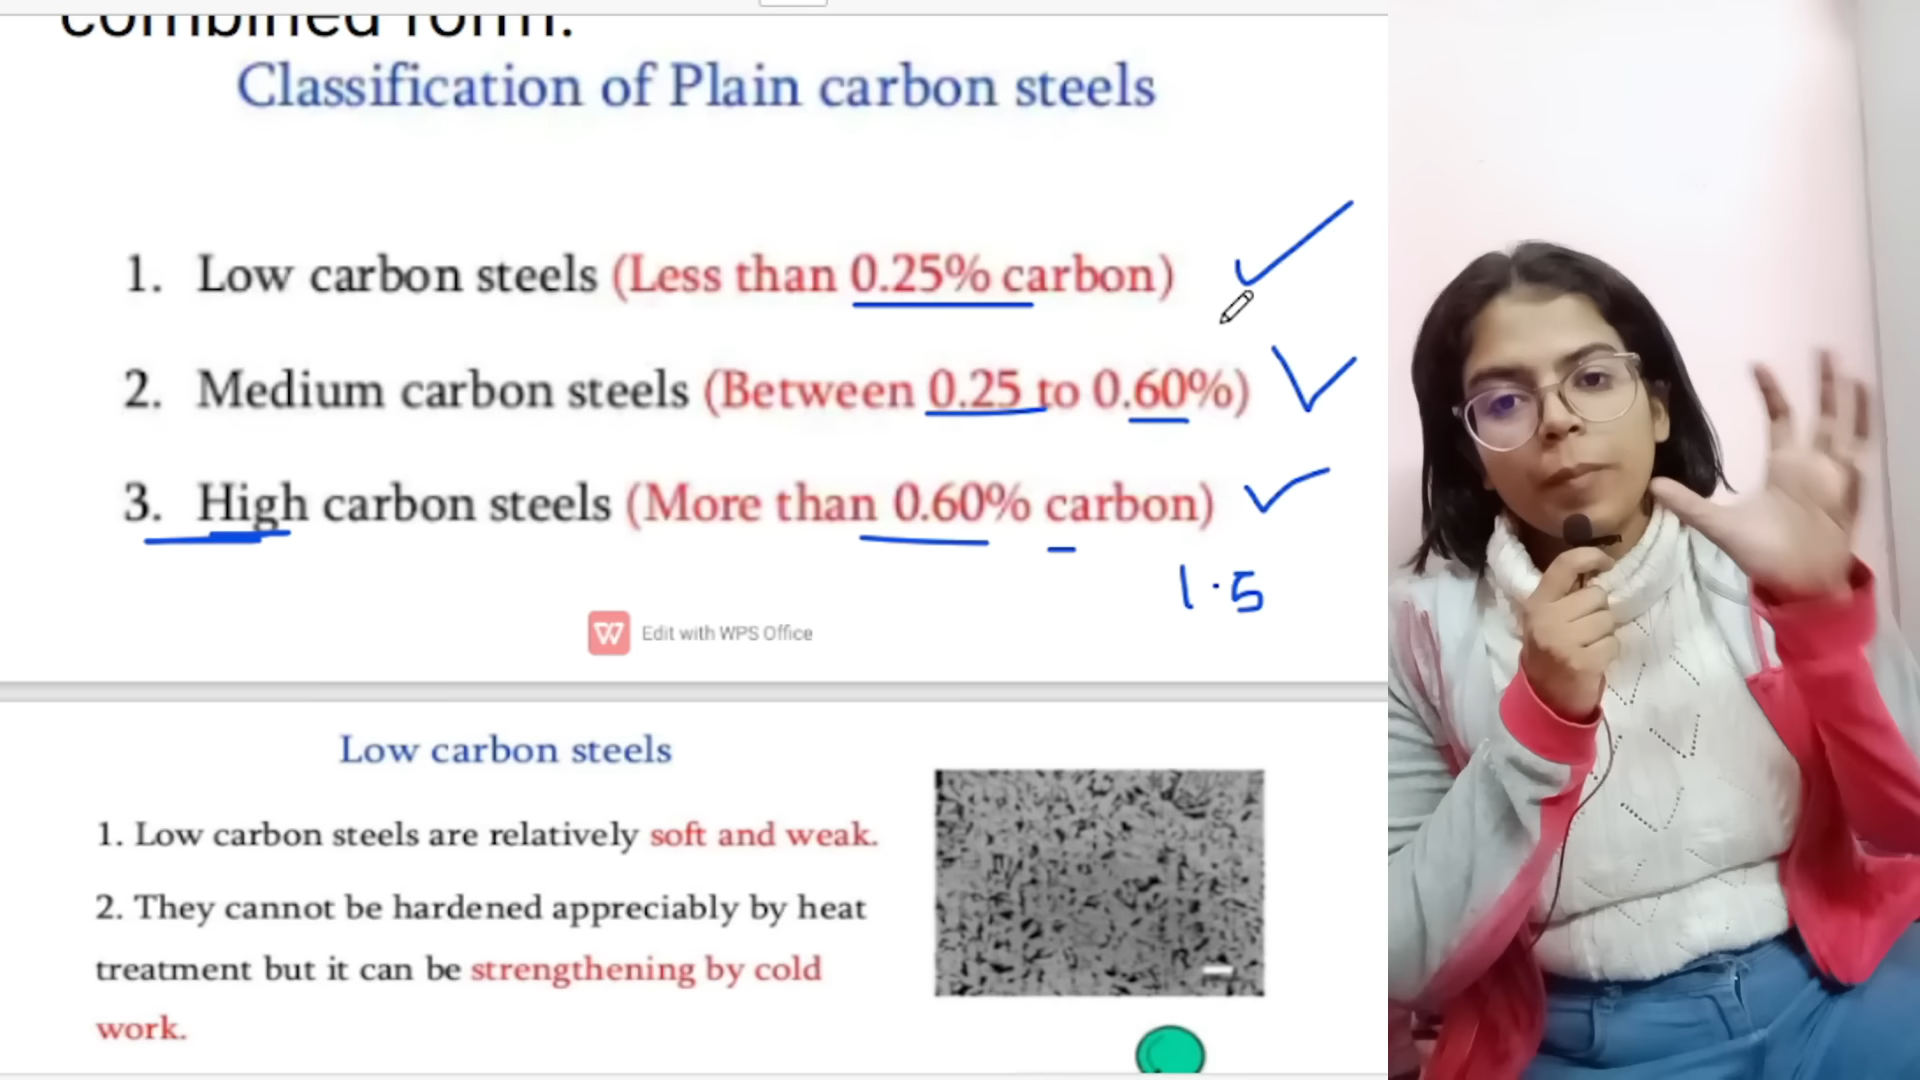 combined form.
Classification of Plain carbon steels
1. Low carbon steels (Less than 0.25% carbon)
2. Medium carbon steels (Between 0.25 to 0.60%)
3. High carbon steels (More than 0.60% carbon)
1.5
W Edit with WPS Office
Low carbon steels
1. Low carbon steels are relatively soft and weak.
2. They cannot be hardened appreciably by heat
treatment but it can be strengthening by cold
work.